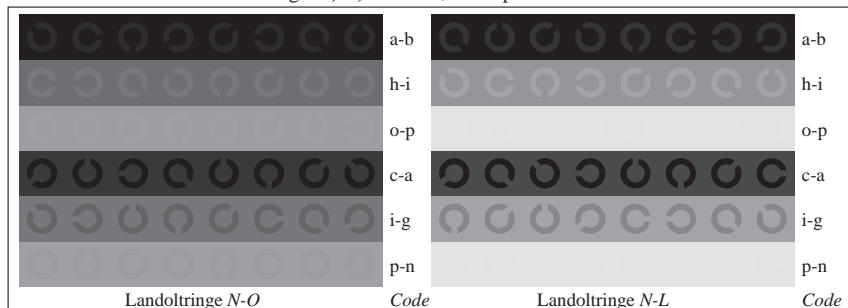 a-b a-b
h-i h-i
o-p o-p
c-a c-a
i-g i-g
p-n p-n
Landoltringe N-O Code Landoltringe N-L Code